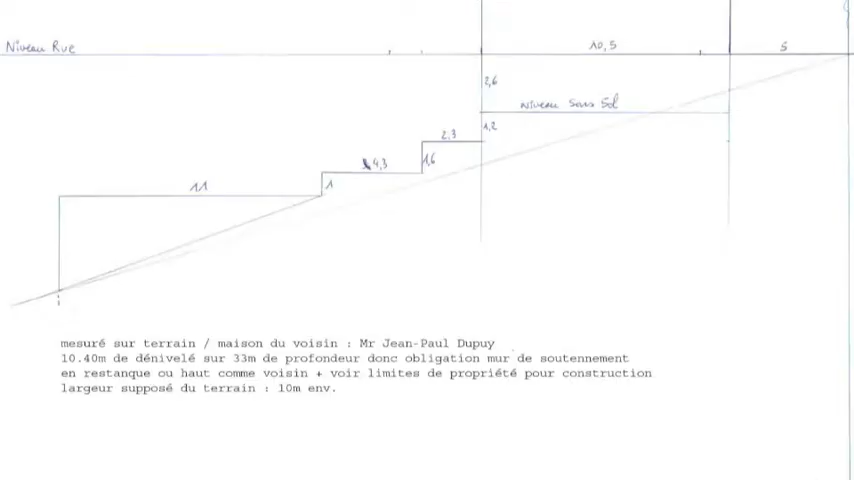 Niveau Rue
10,5
5
2,6
Niveau Sous Sol
1,2
2.3
4,3
1,6
11
1
mesuré sur terrain / maison du voisin : Mr Jean-Paul Dupuy
10.40m de dénivelé sur 33m de profondeur donc obligation mur de soutennement
en restanque ou haut comme voisin + voir limites de propriété pour construction
largeur supposé du terrain : 10m env.